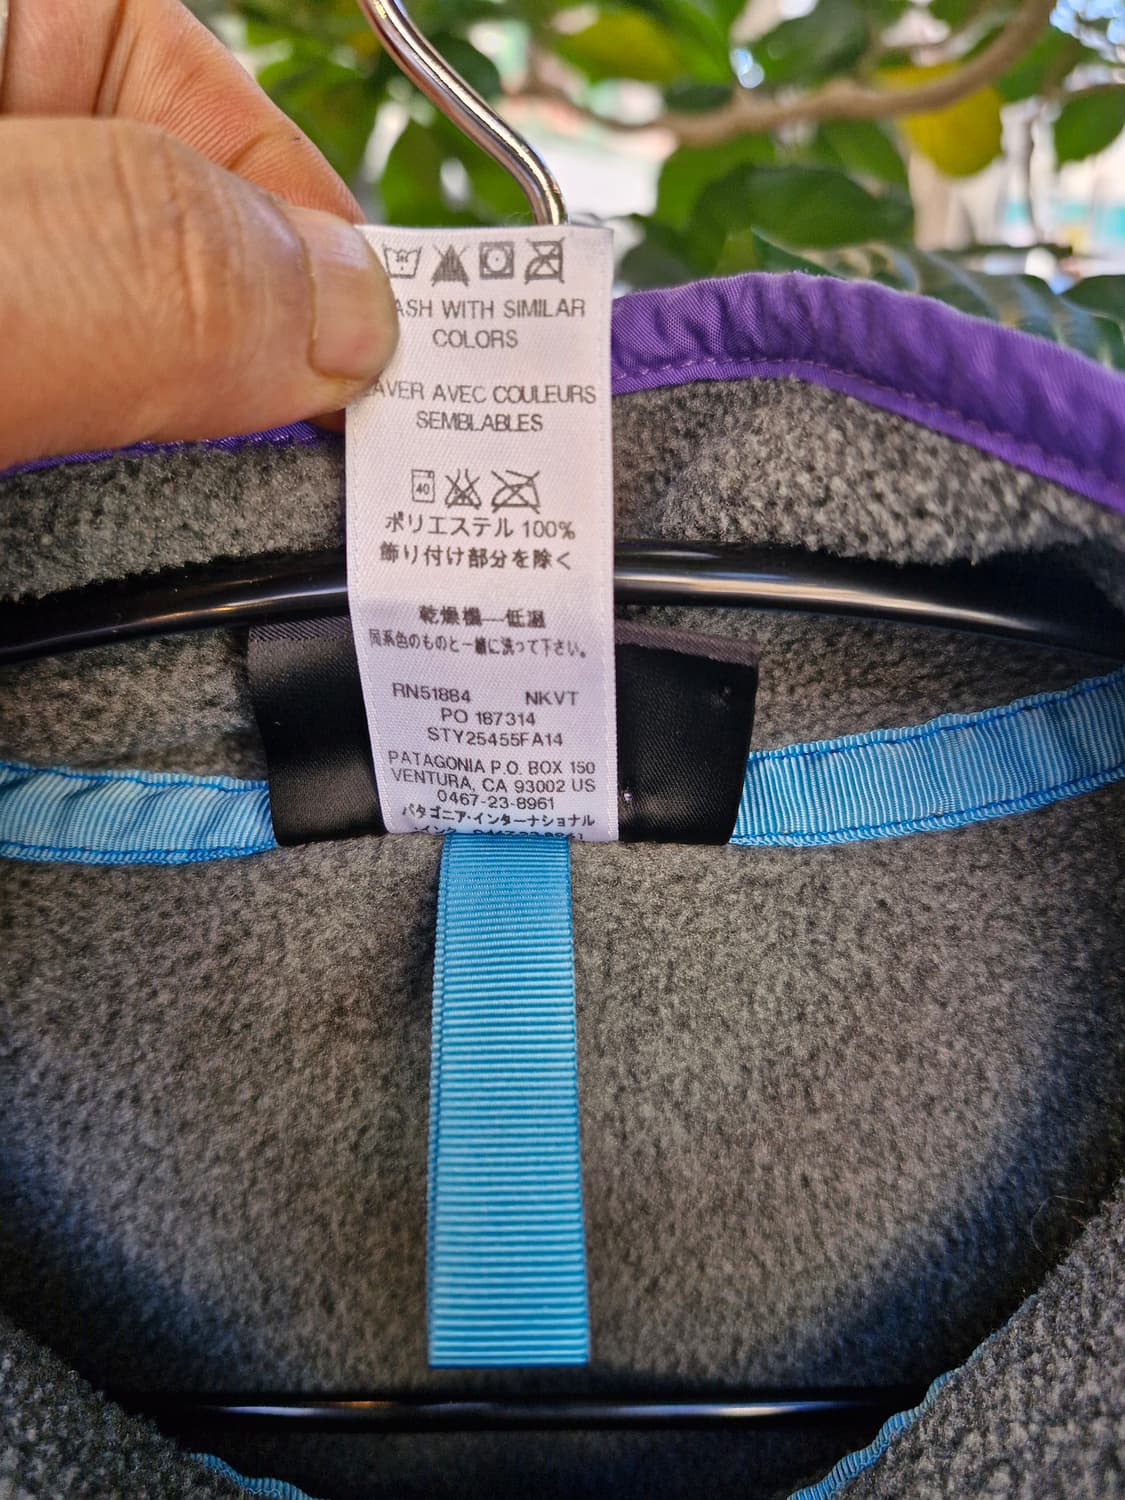 ASH WITH SIMILAR
COLORS
AVER AVEC COULEURS
SEMBLABLES
40
ポリエステル 100%
飾り付け部分を除く
乾燥機—低温
同系色のものと一緒に洗って下さい。
RN51884 NKVT
PO 187314
STY25455FA14
PATAGONIA P.O. BOX 150
VENTURA, CA 93002 US
0467-23-8961
パタゴニア・インターナショナル